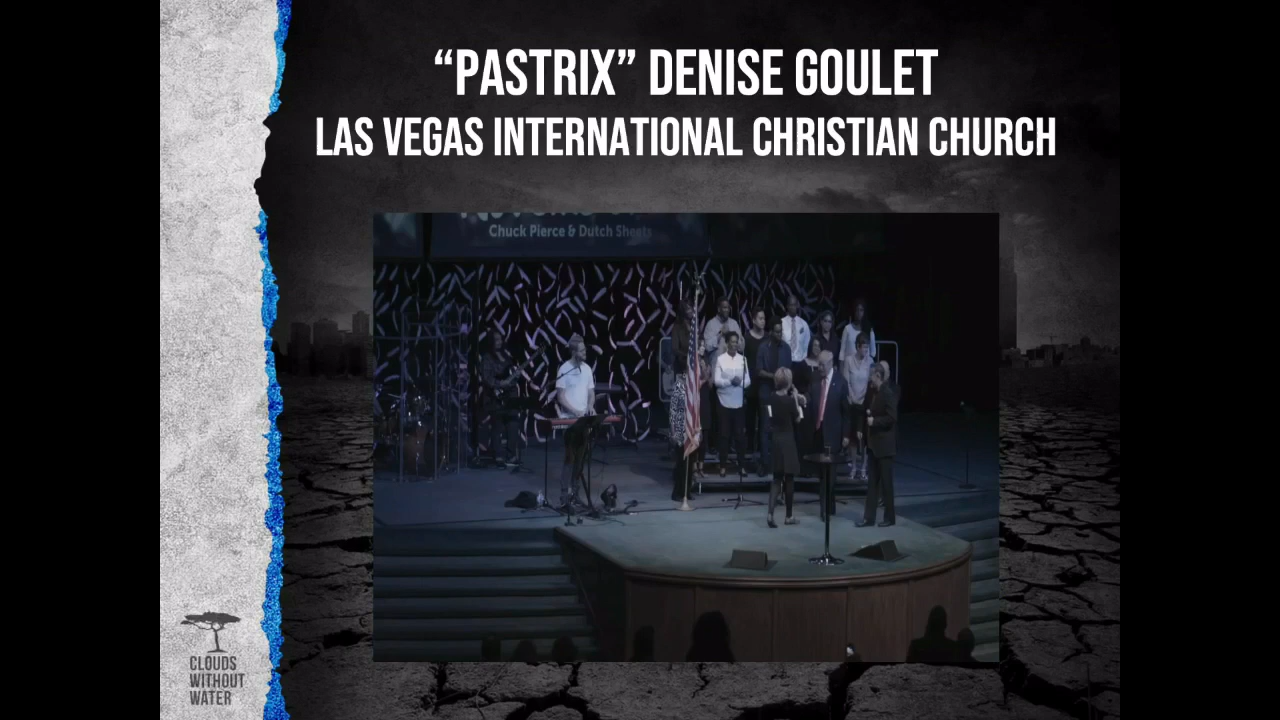 “PASTRIX” DENISE GOULET
LAS VEGAS INTERNATIONAL CHRISTIAN CHURCH
Chuck Pierce & Dutch Sheets
CLOUDS
WITHOUT
WATER